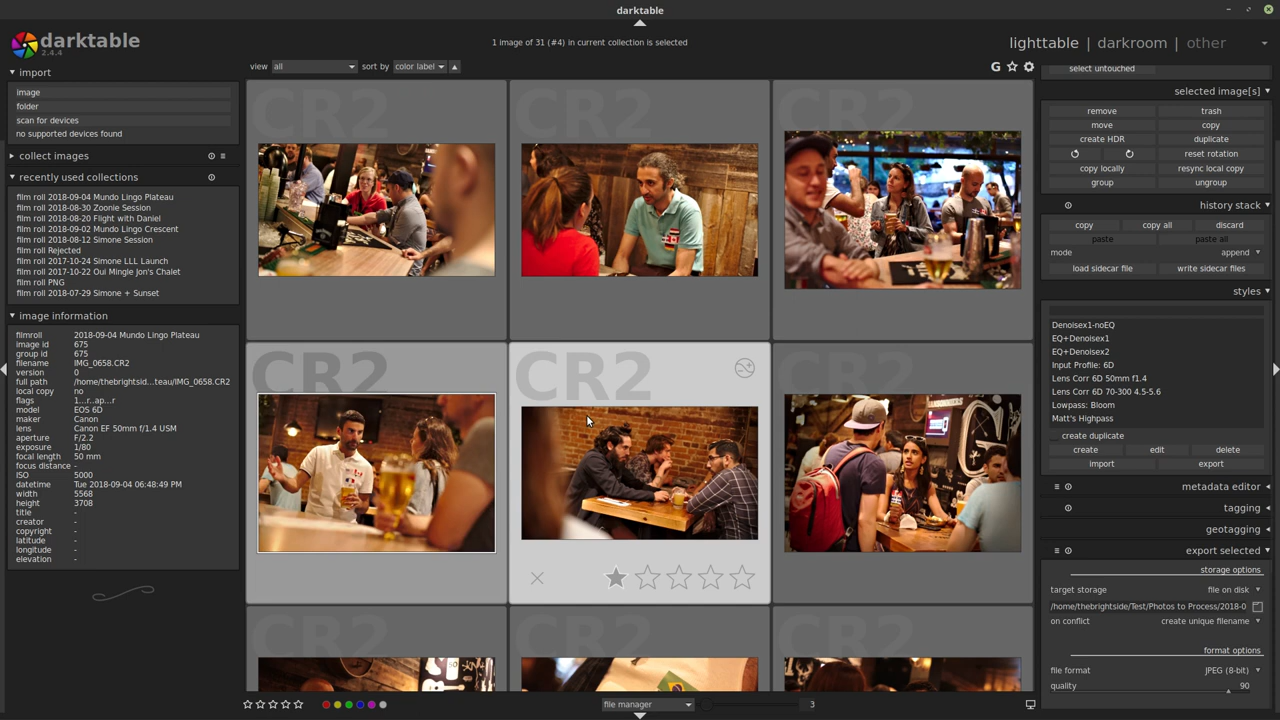 darktable
darktable
2.4.4
1 image of 31 (#4) in current collection is selected
lighttable | darkroom | other
view all sort by color label
G
import
image
folder
scan for devices
no supported devices found
collect images
recently used collections
film roll 2018-09-04 Mundo Lingo Plateau
film roll 2018-08-30 Zoonie Session
film roll 2018-08-20 Flight with Daniel
film roll 2018-09-02 Mundo Lingo Crescent
film roll 2018-08-12 Simone Session
film roll Rejected
film roll 2017-10-24 Simone LLL Launch
film roll 2017-10-22 Oui Mingle Jon's Chalet
film roll PNG
film roll 2018-07-29 Simone + Sunset
image information
filmroll 2018-09-04 Mundo Lingo Plateau
image id 675
group id 675
filename IMG_0658.CR2
version 0
full path /home/thebrightsid...teau/IMG_0658.CR2
local copy no
flags 1...r..ap...r
model EOS 6D
maker Canon
lens Canon EF 50mm f/1.4 USM
aperture F/2.2
exposure 1/80
focal length 50 mm
focus distance -
ISO 5000
datetime Tue 2018-09-04 06:48:49 PM
width 5568
height 3708
title -
creator -
copyright -
latitude -
longitude -
elevation -
CR2 CR2 CR2
CR2 CR2 CR2
CR2 CR2 CR2
file manager 3
select untouched
selected image[s]
remove trash
move copy
create HDR duplicate
reset rotation
copy locally resync local copy
group ungroup
history stack
copy copy all discard
paste paste all
mode append
load sidecar file write sidecar files
styles
Denoisex1-noEQ
EQ+Denoisex1
EQ+Denoisex2
Input Profile: 6D
Lens Corr 6D 50mm f1.4
Lens Corr 6D 70-300 4.5-5.6
Lowpass: Bloom
Matt's Highpass
create duplicate
create edit delete
import export
metadata editor
tagging
geotagging
export selected
storage options
target storage file on disk
/home/thebrightside/Test/Photos to Process/2018-0
on conflict create unique filename
format options
file format JPEG (8-bit)
quality 90